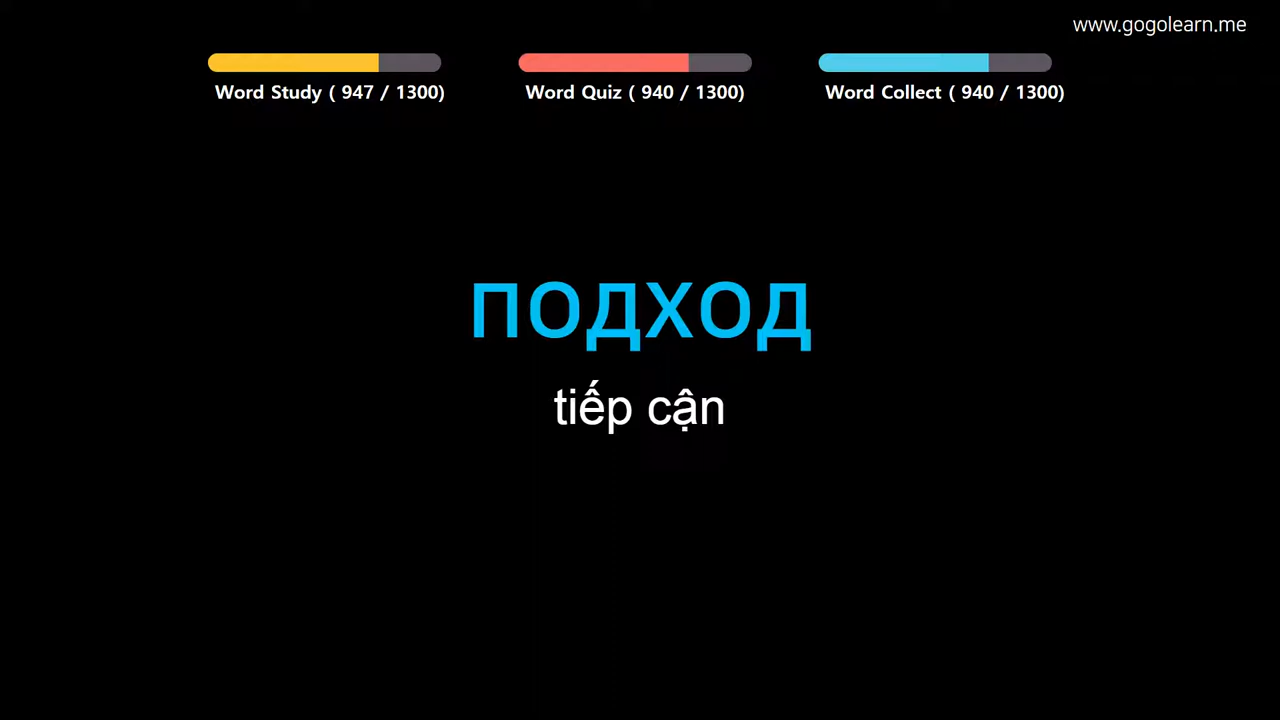 www.gogolearn.me
Word Study ( 947 / 1300)
Word Quiz ( 940 / 1300)
Word Collect ( 940 / 1300)
подход
tiếp cận